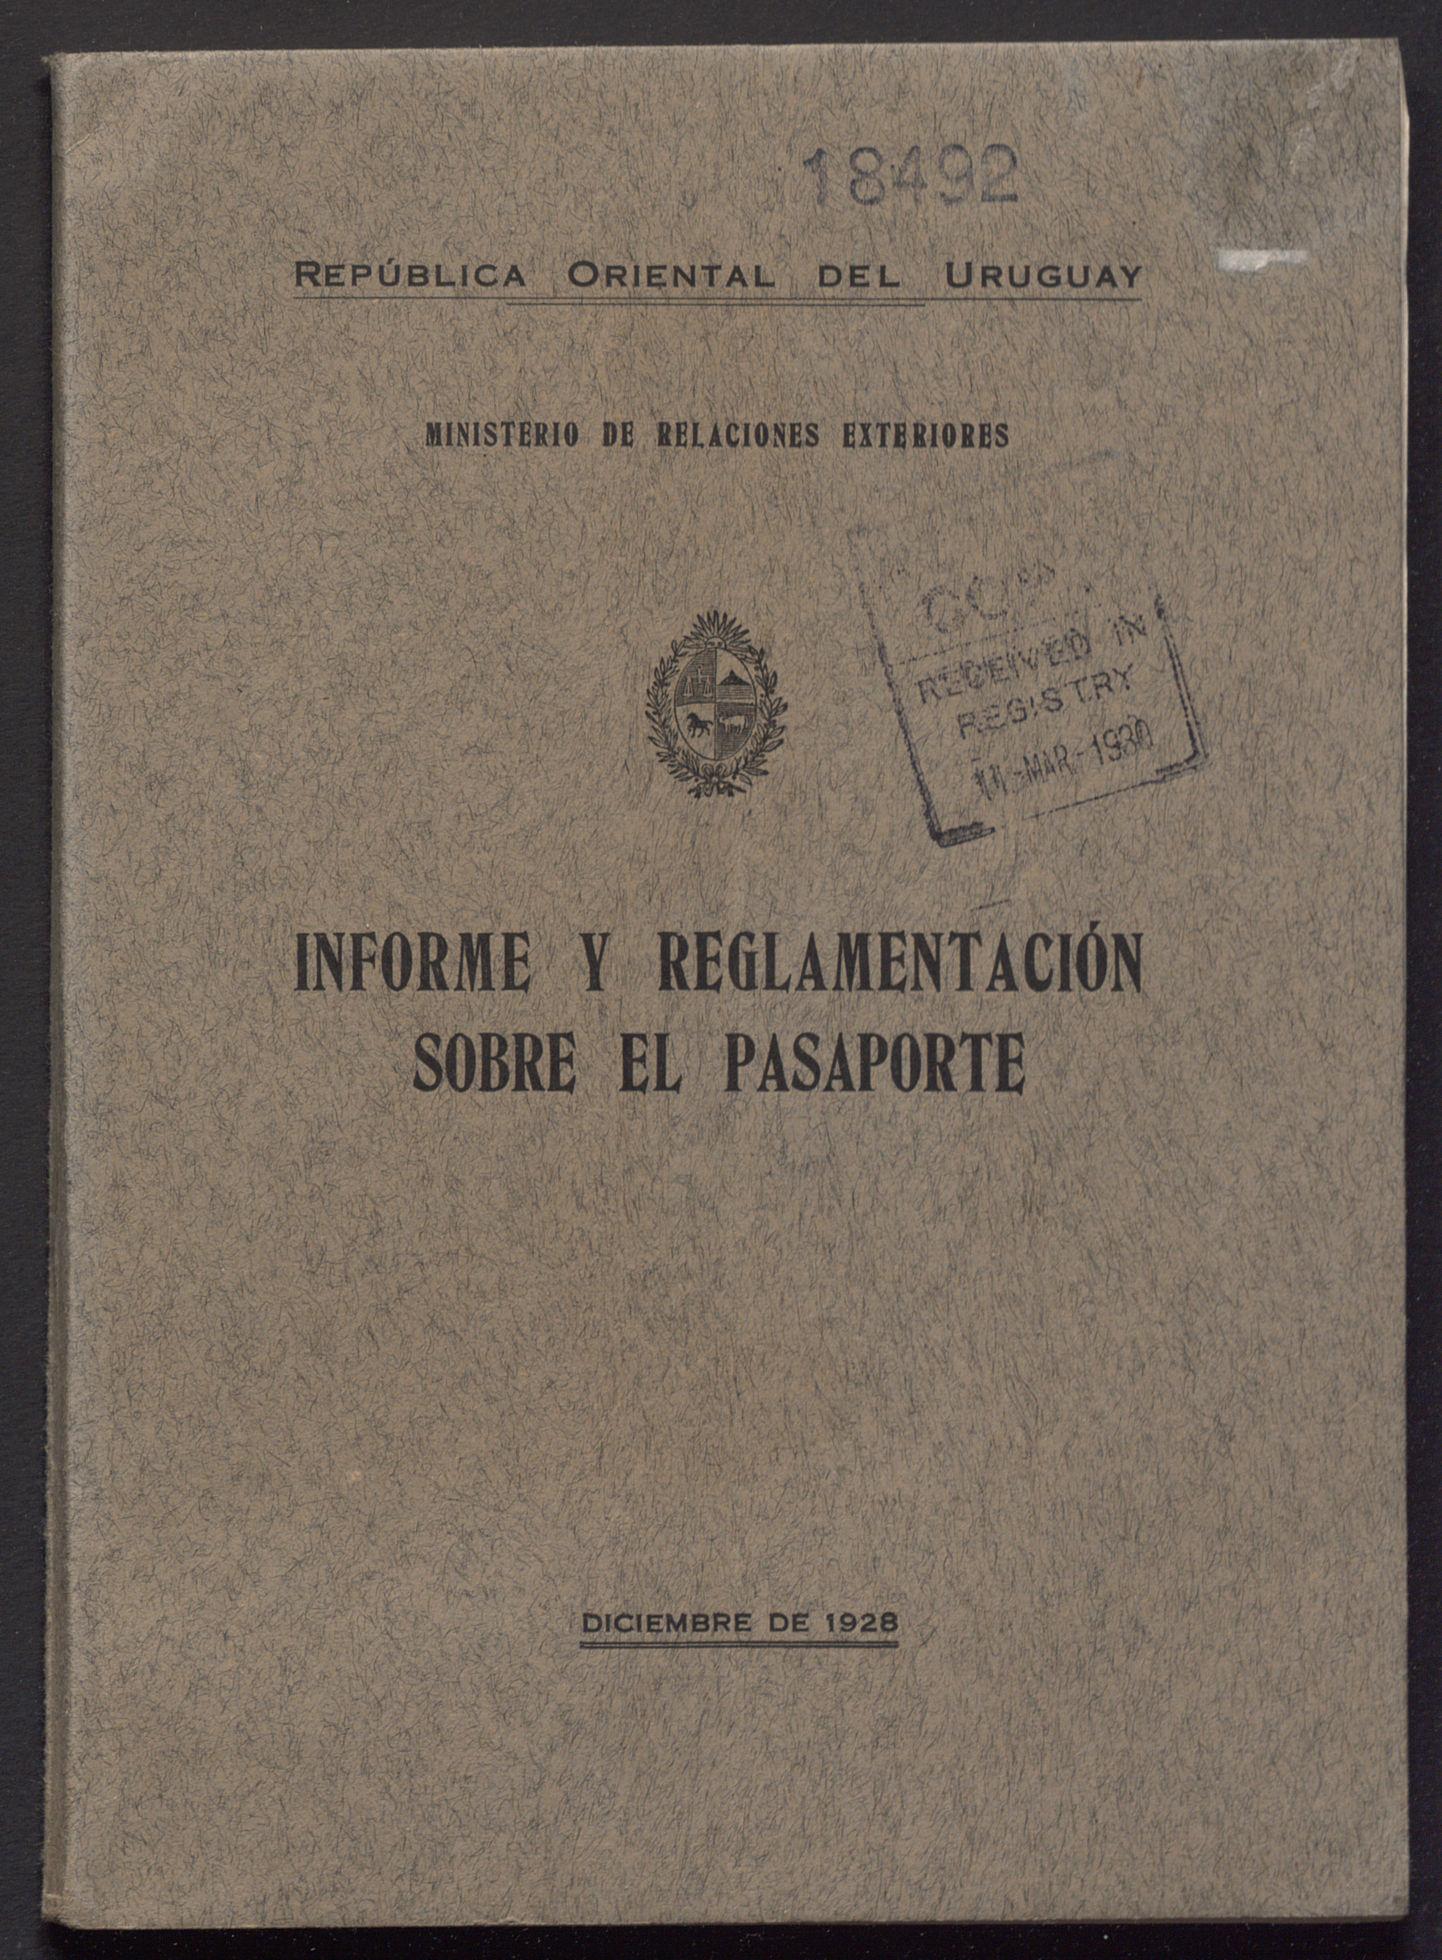 18492
REPÚBLICA ORIENTAL DEL URUGUAY
MINISTERIO DE RELACIONES EXTERIORES
RECEIVED IN
REGISTRY
MAR 1930
INFORME Y REGLAMENTACIÓN
SOBRE EL PASAPORTE
DICIEMBRE DE 1928